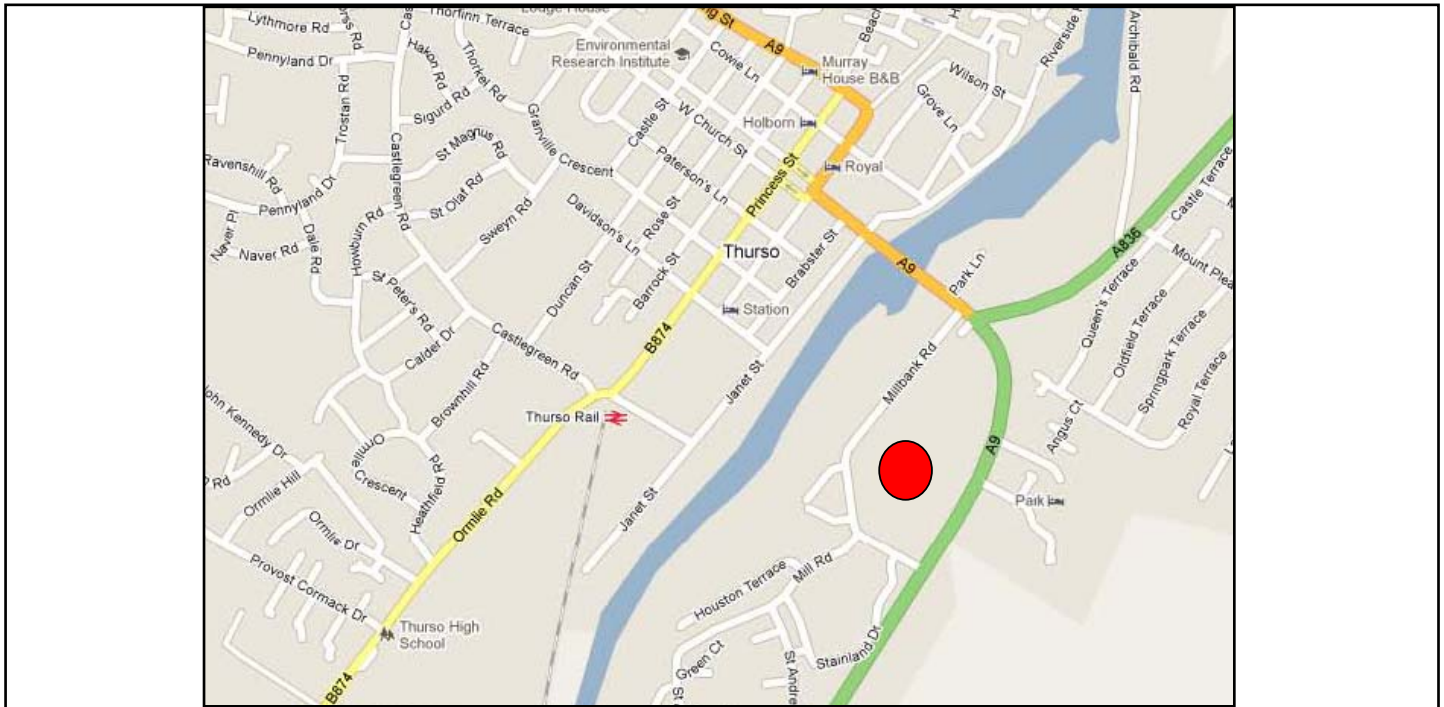 Lythmore Rd
Pennyland Dr
Thorfinn Terrace
Lodge House
Environmental
Research Institute
A9
Cowie Ln
Murray
House B&B
Riverside
Archibald Rd
Hakon Rd
Thorkel Rd
Sigurd Rd
Trostan Rd
Castlegreen Rd
St Magnus Rd
Granville Crescent
Castle St
W Church St
Holborn
Wilson St
Grove Ln
Royal
Princess St
Paterson's Ln
Ravenshill Rd
Pennyland Dr
Naver Pl
Naver Rd
Dale Rd
Howburn Rd
St Olaf Rd
Sweyn Rd
Davidson's Ln
Rose St
Barrock St
Duncan St
Thurso
Brabster St
Station
A9
Park Ln
A836
Castle Terrace
Queen's Terrace
Oldfield Terrace
Springpark Terrace
Royal Terrace
St Peter's Rd
Calder Dr
Castlegreen Rd
B874
Brownhill Rd
Thurso Rail
Janet St
Millbank Rd
Angus Ct
A9
Park
John Kennedy Dr
Ormlie Hill
Ormlie
Crescent
Heathfield Rd
Ormlie Rd
Ormlie Dr
Provost Cormack Dr
Janet St
Thurso High
School
B874
Houston Terrace
Mill Rd
Green Ct
Stainland Dr